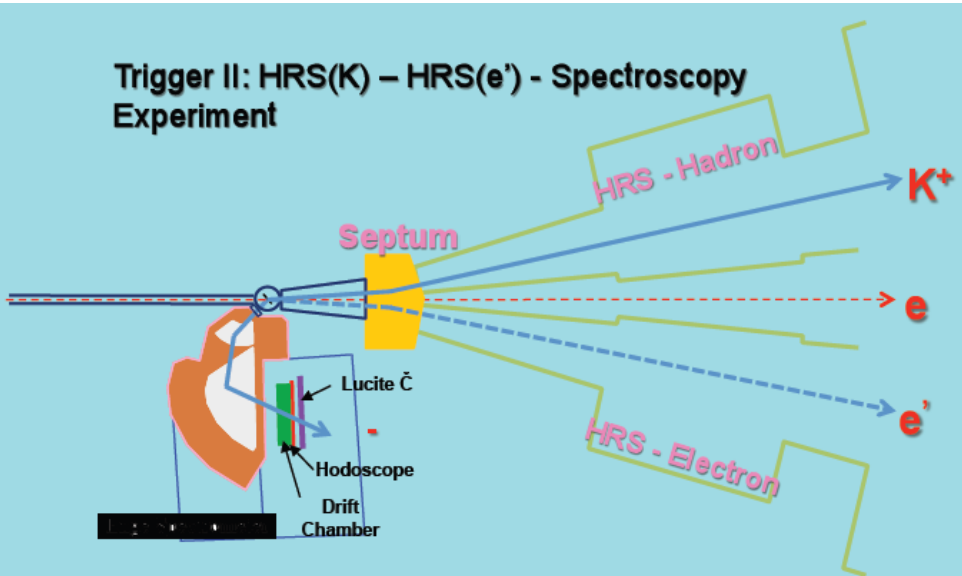 Trigger II: HRS(K) – HRS(e’) - Spectroscopy
Experiment
HRS - Hadron
K+
Septum
e
Lucite Č
-
e’
HRS - Electron
Hodoscope
Drift
Chamber